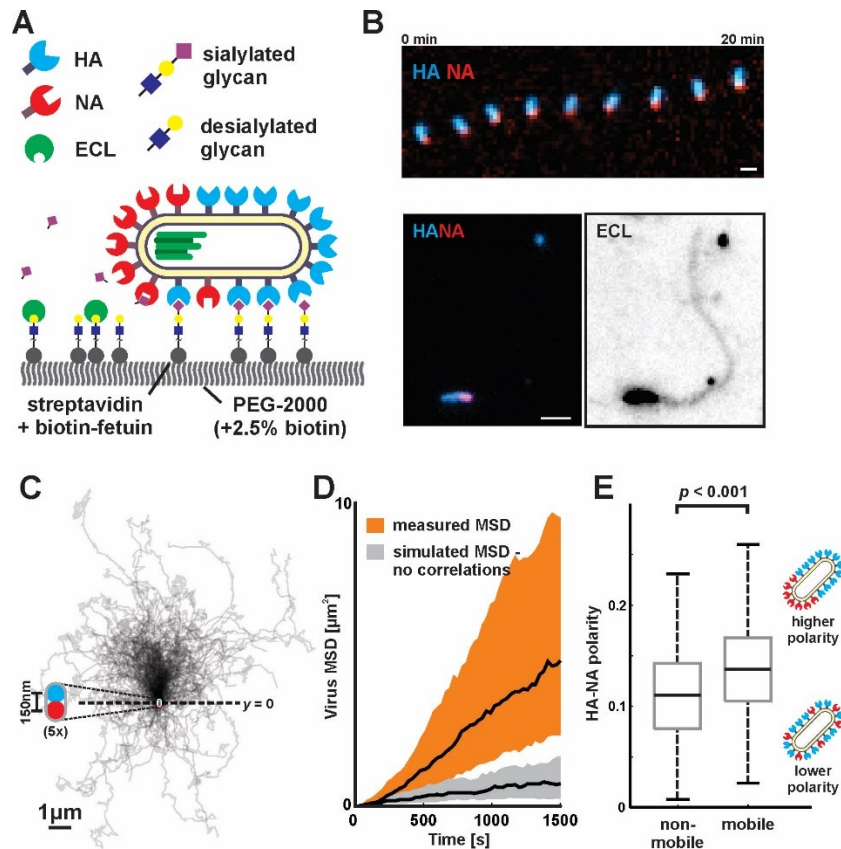 A
HA
NA
ECL
sialylated
glycan
desialylated
glycan
streptavidin
+ biotin-fetuin
PEG-2000
(+2.5% biotin)
B
0 min
20 min
HA NA
HANA
ECL
C
150nm
(5x)
y = 0
1µm
D
10
Virus MSD [µm²]
0
measured MSD
simulated MSD -
no correlations
0
500
1000
1500
Time [s]
E
p < 0.001
HA-NA polarity
0.2
0.1
0
non-
mobile
mobile
higher
polarity
lower
polarity